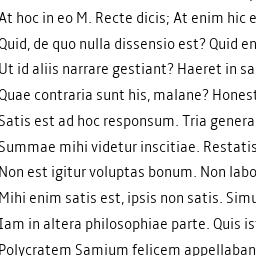 At hoc in eo M. Recte dicis; At enim hic e
Quid, de quo nulla dissensio est? Quid en
Ut id aliis narrare gestiant? Haeret in sa
Quae contraria sunt his, malane? Honest
Satis est ad hoc responsum. Tria genera
Summae mihi videtur inscitiae. Restatis
Non est igitur voluptas bonum. Non labo
Mihi enim satis est, ipsis non satis. Simu
Iam in altera philosophiae parte. Quis is
Polycratem Samium felicem appellaban